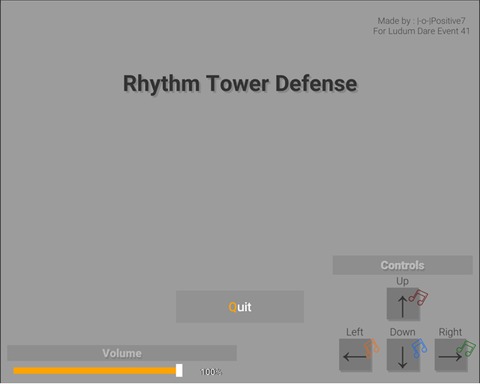 Made by : |-o-|Positive7
For Ludum Dare Event 41
Rhythm Tower Defense
Controls
Up
Quit
Left Down Right
Volume
100%